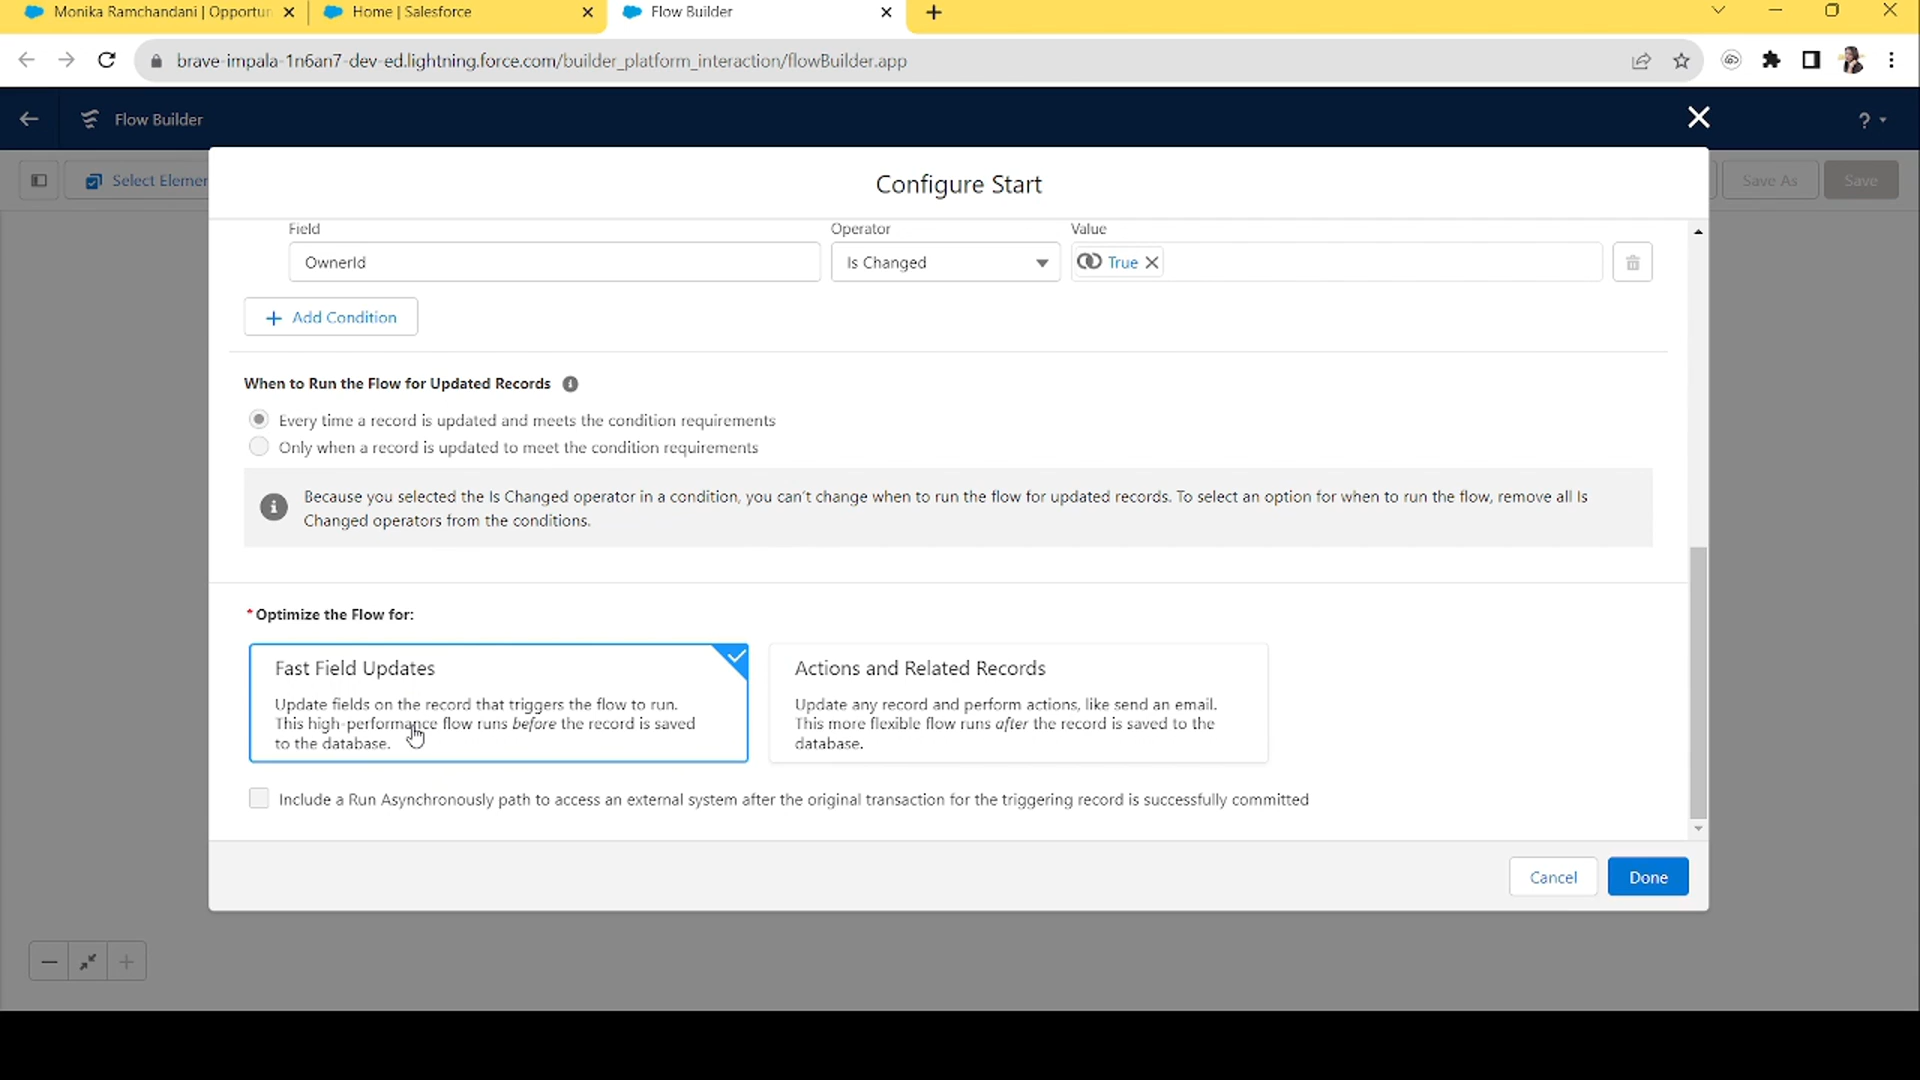 Monika Ramchandani | Opportun
Home | Salesforce
Flow Builder
brave-impala-1n6an7-dev-ed.lightning.force.com/builder_platform_interaction/flowBuilder.app
Flow Builder
?
Select Elemen
Save As
Save
Configure Start
Field
Operator
Value
OwnerId
Is Changed
True
Add Condition
When to Run the Flow for Updated Records
Every time a record is updated and meets the condition requirements
Only when a record is updated to meet the condition requirements
Because you selected the Is Changed operator in a condition, you can't change when to run the flow for updated records. To select an option for when to run the flow, remove all Is
Changed operators from the conditions.
* Optimize the Flow for:
Fast Field Updates
Update fields on the record that triggers the flow to run.
This high-performance flow runs before the record is saved
to the database.
Actions and Related Records
Update any record and perform actions, like send an email.
This more flexible flow runs after the record is saved to the
database.
Include a Run Asynchronously path to access an external system after the original transaction for the triggering record is successfully committed
Cancel
Done